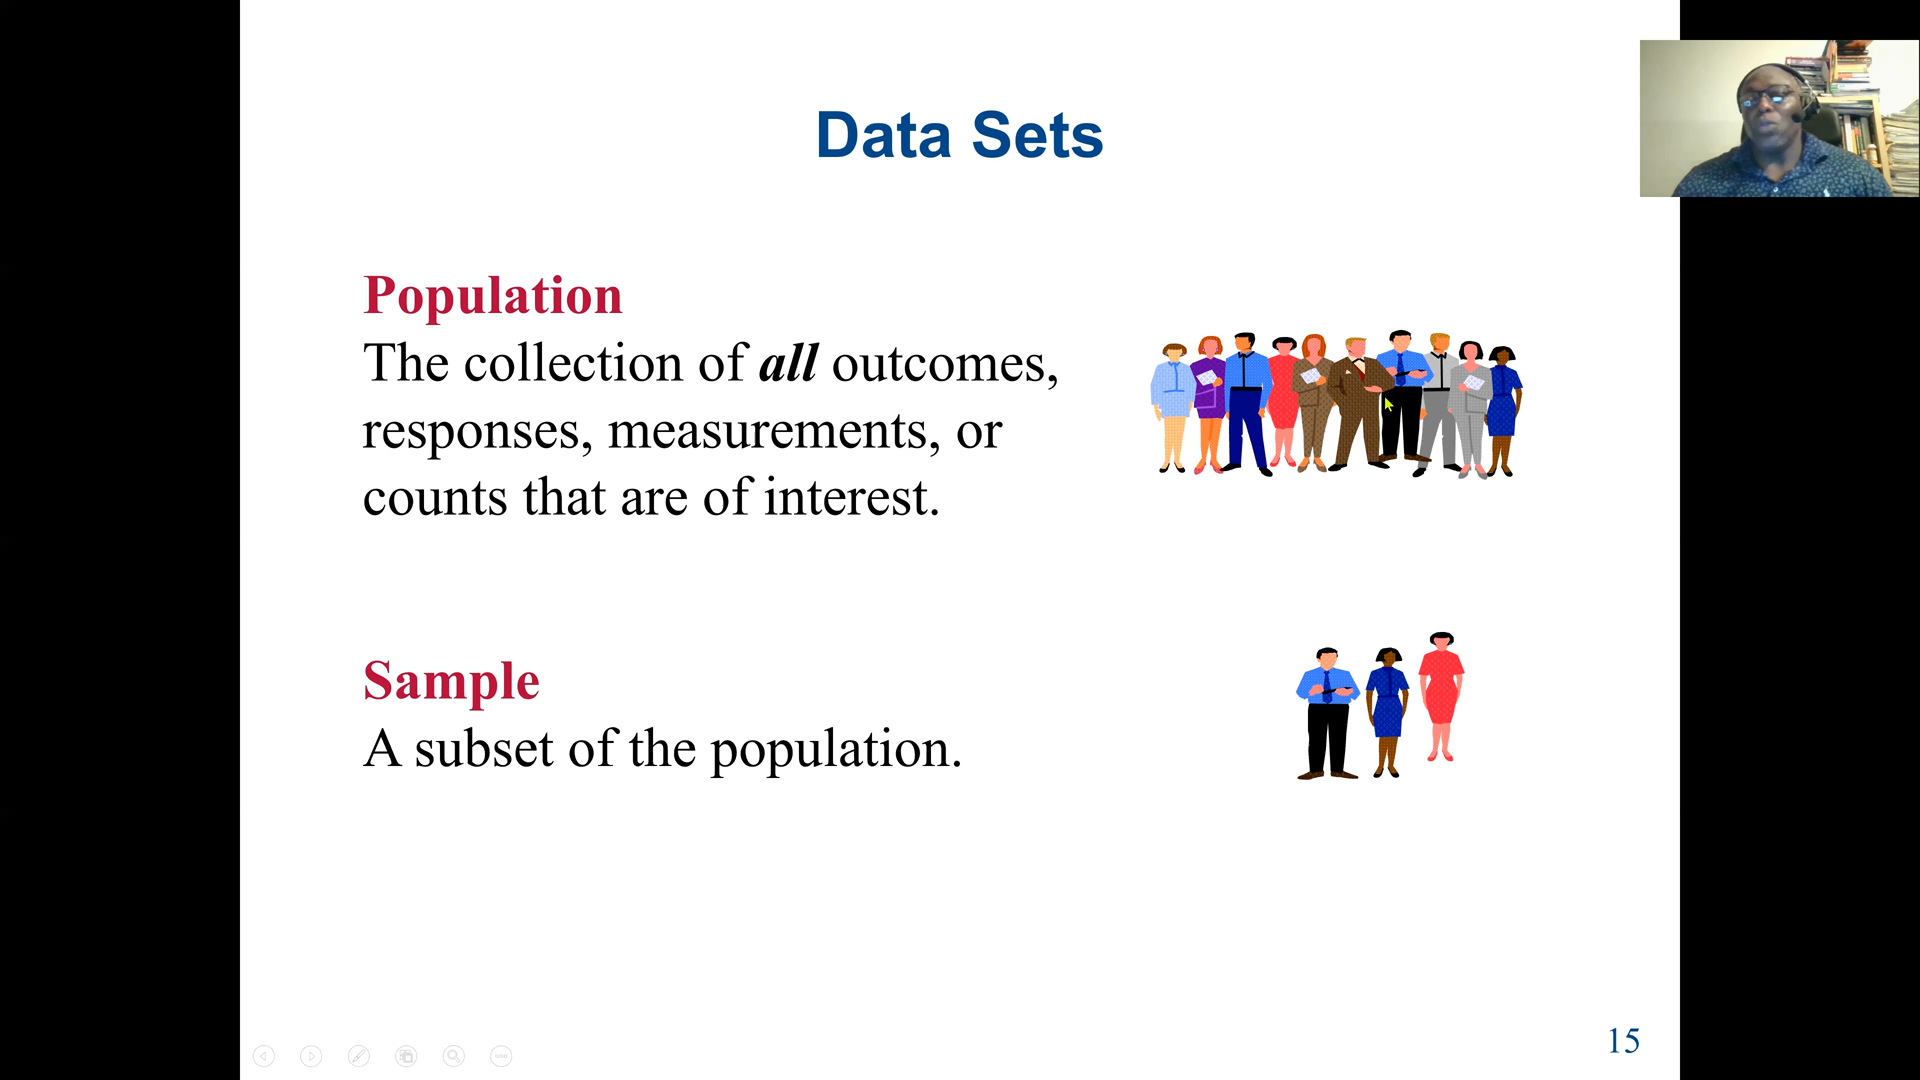 Data Sets
Population
The collection of all outcomes,
responses, measurements, or
counts that are of interest.
Sample
A subset of the population.
15